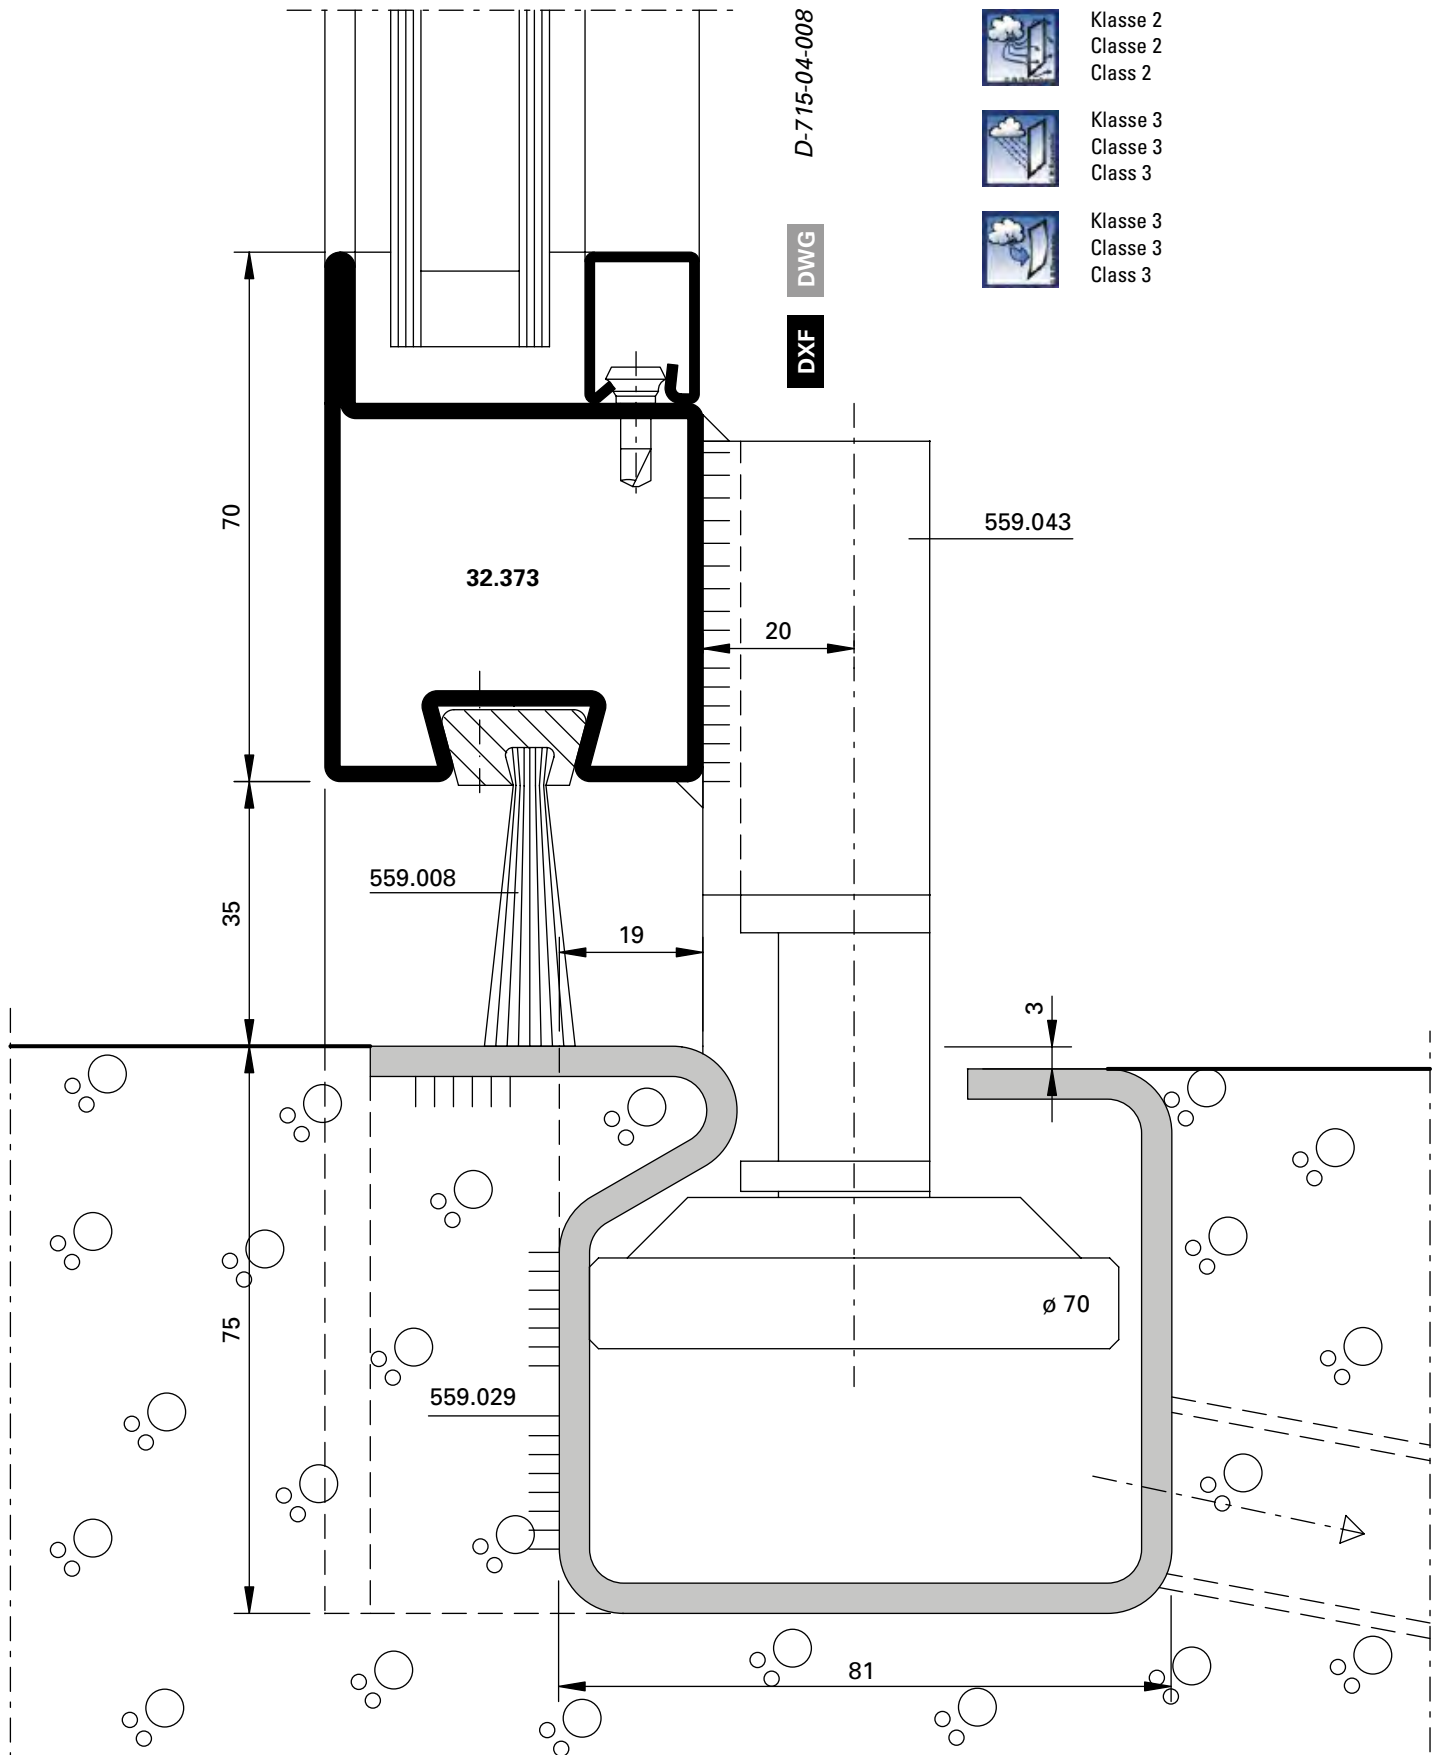 D-715-04-008
Klasse 2
Classe 2
Class 2
Klasse 3
Classe 3
Class 3
Klasse 3
Classe 3
Class 3
DWG
DXF
70
559.043
32.373
20
559.008
35
19
3
ø 70
75
559.029
81